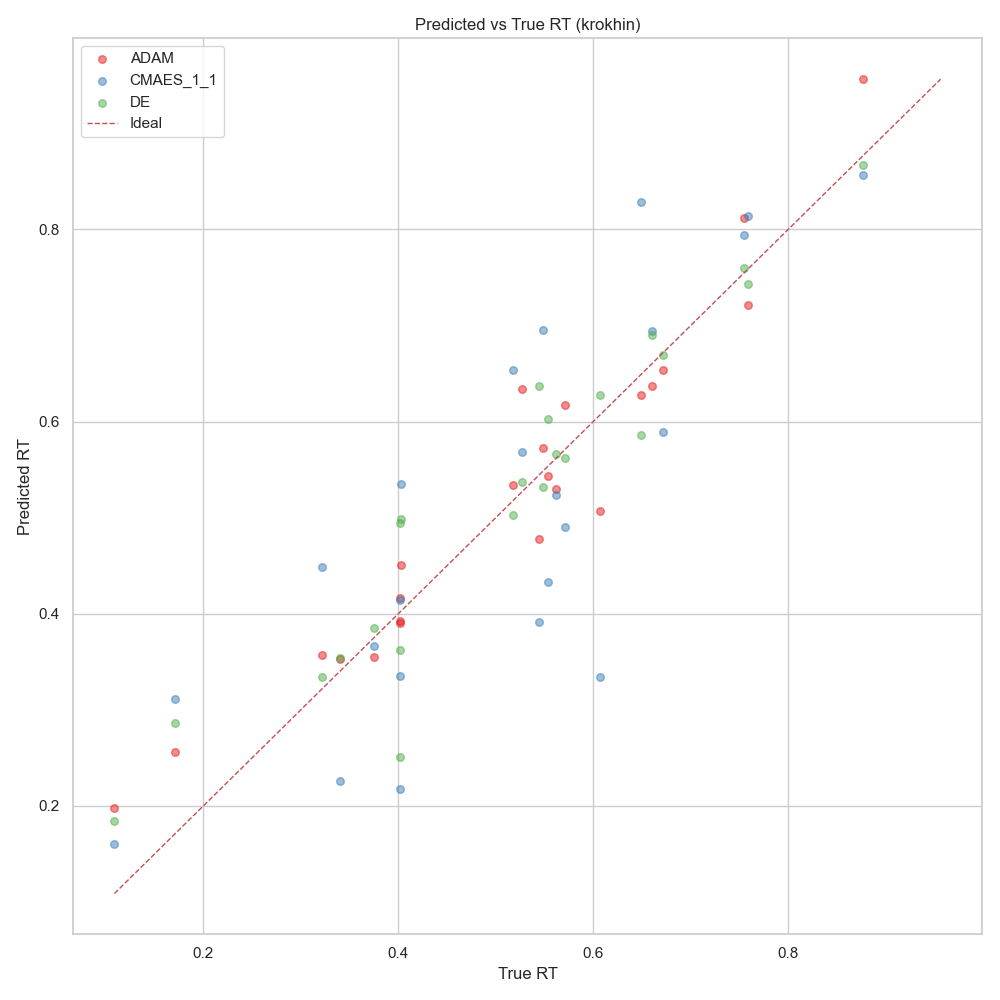 Predicted vs True RT (krokhin)
ADAM
CMAES_1_1
DE
Ideal
Predicted RT
0.8
0.6
0.4
0.2
0.2 0.4 0.6 0.8
True RT